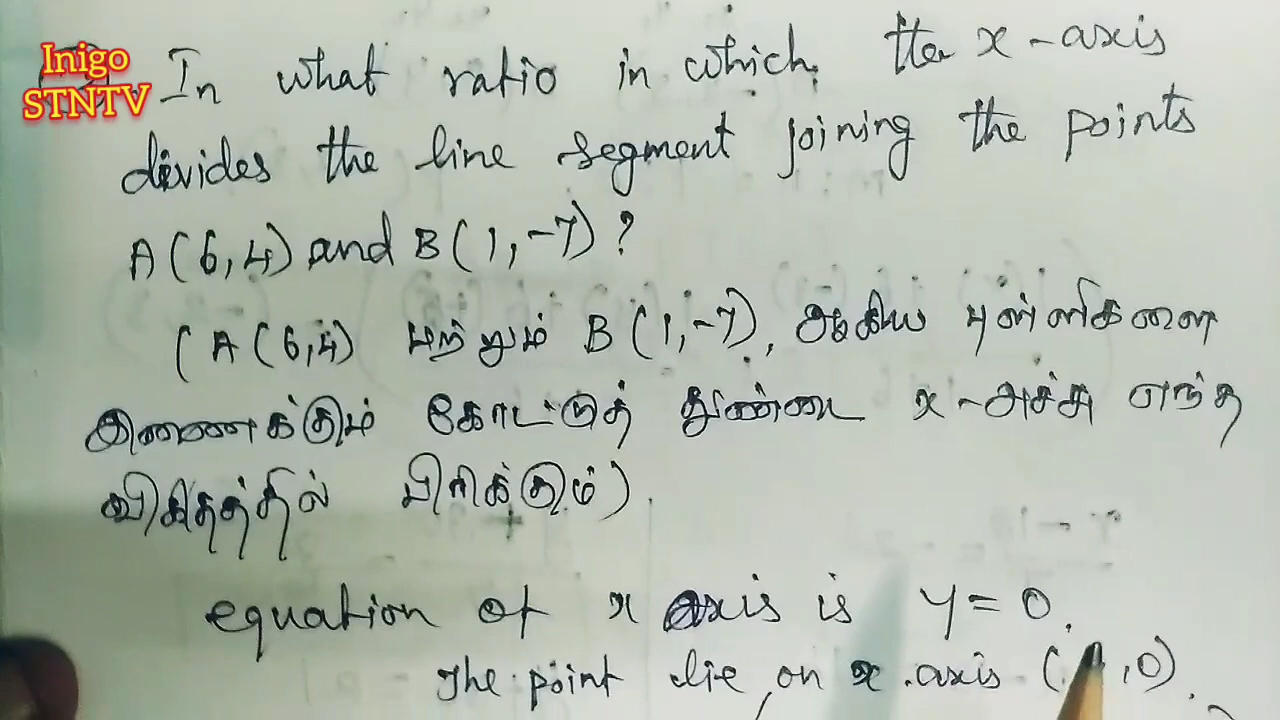 Inigo
STNTV
In what ratio in which the x-axis
divides the line segment joining the points
A(6,4) and B(1,-7)?
(A(6,4) மற்றும் B(1,-7), ஆகிய புள்ளிகளை
இணைக்கும் கோட்டுத் துண்டை x-அச்சு எந்த
விகிதத்தில் பிரிக்கும்).
equation of x axis is y=0.
The point lie on x axis ( ,0).